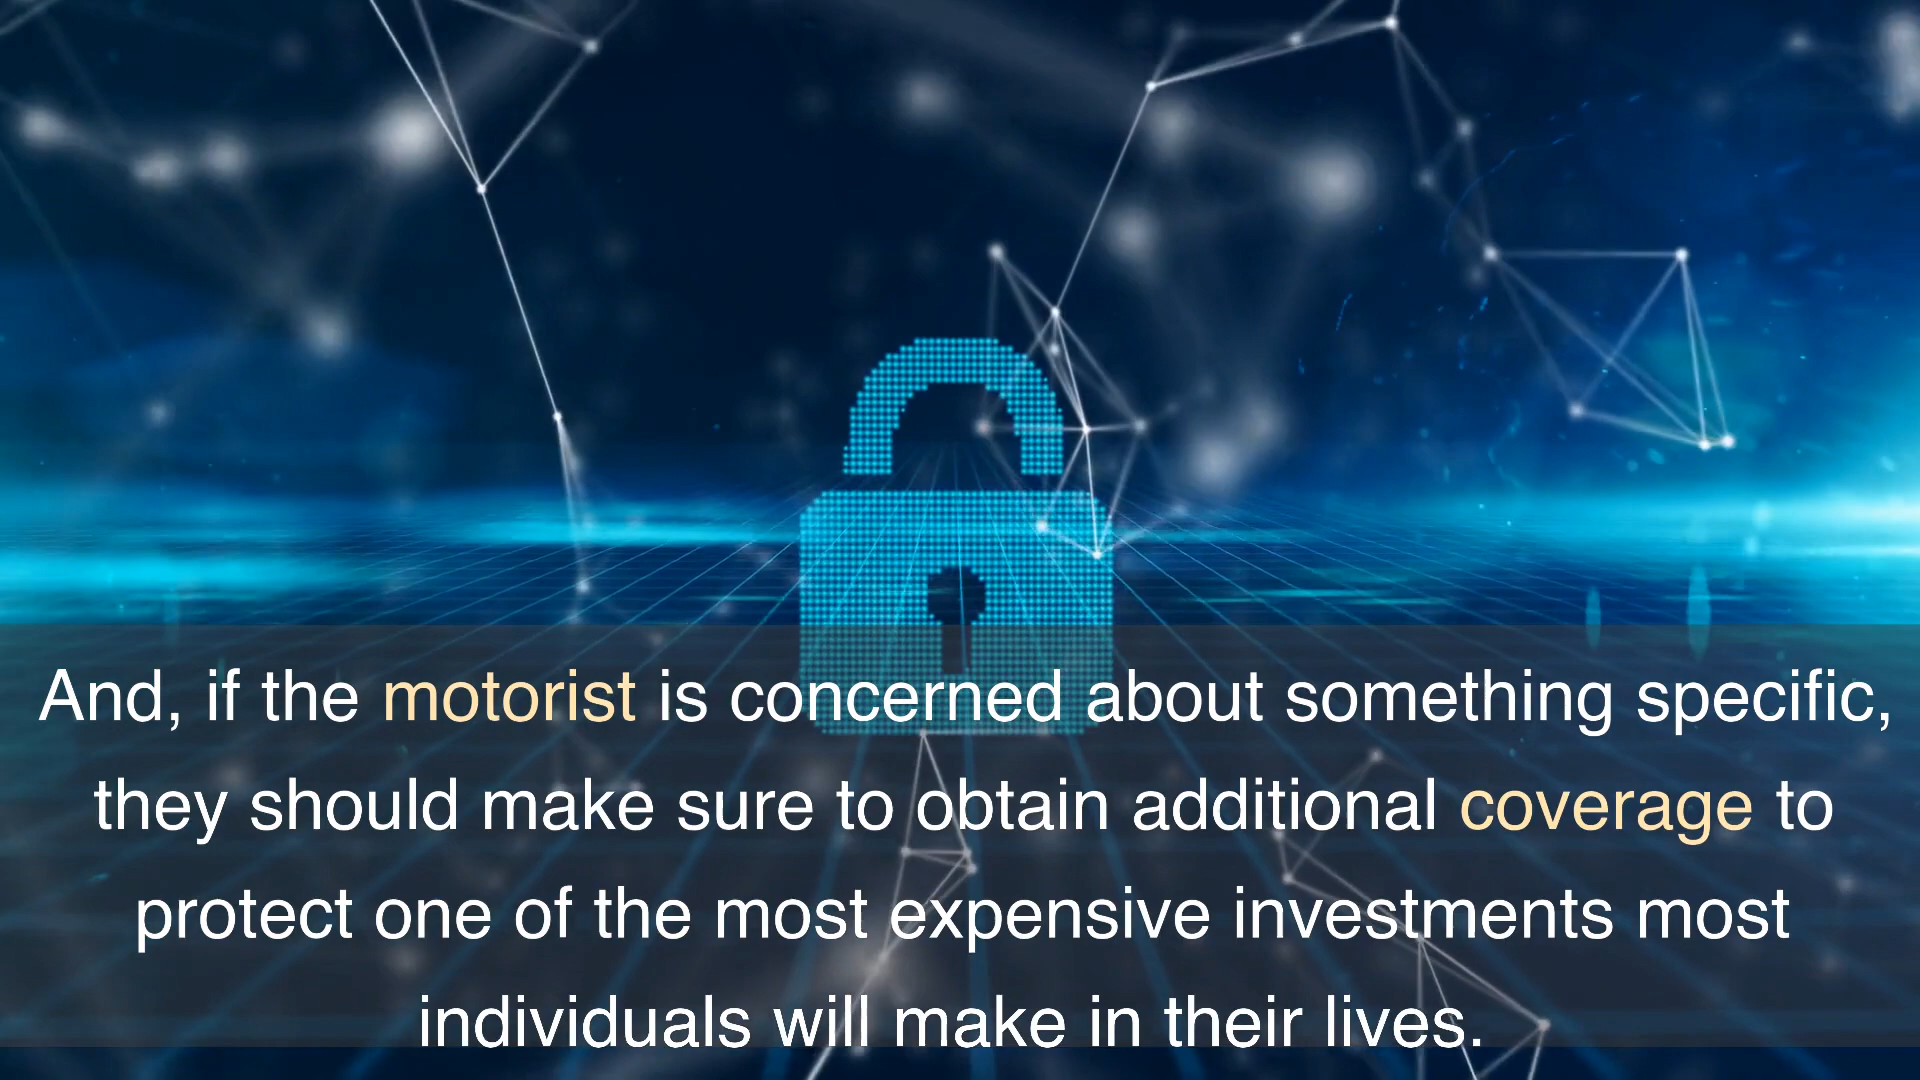 And, if the motorist is concerned about something specific,
they should make sure to obtain additional coverage to
protect one of the most expensive investments most
individuals will make in their lives.